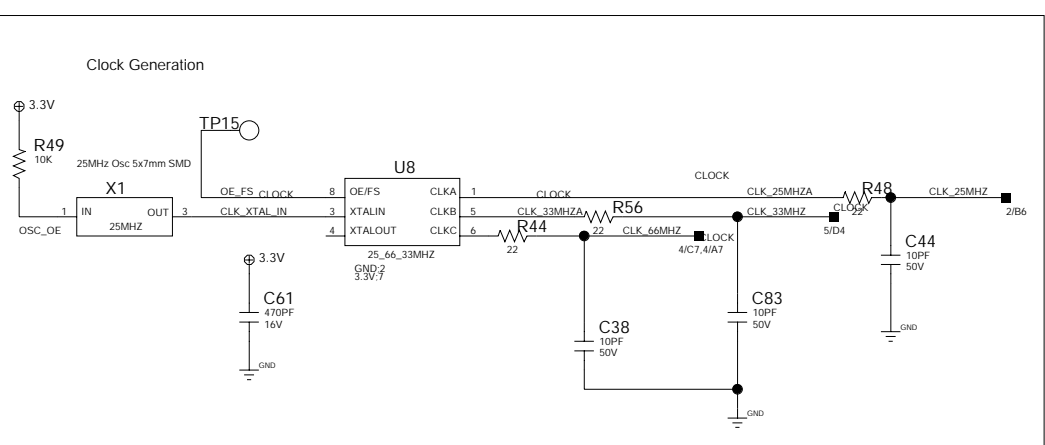 Clock Generation
3.3V
R49
10K
25MHz Osc 5x7mm SMD
X1
1 IN OUT 3
25MHZ
OSC_OE
TP15
OE_FS CLOCK 8
CLK_XTAL_IN 3
4
U8
OE/FS CLKA 1
XTALIN CLKB 5
XTALOUT CLKC 6
25_66_33MHZ
GND;2
3.3V;7
CLOCK
CLOCK
CLK_25MHZA
R48
22
CLK_25MHZ
2/B6
CLK_33MHZA
R56
22
CLK_33MHZ
CLOCK
5/D4
R44
22
CLK_66MHZ
CLOCK
4/C7,4/A7
C44
10PF
50V
GND
3.3V
C61
470PF
16V
GND
C38
10PF
50V
C83
10PF
50V
GND